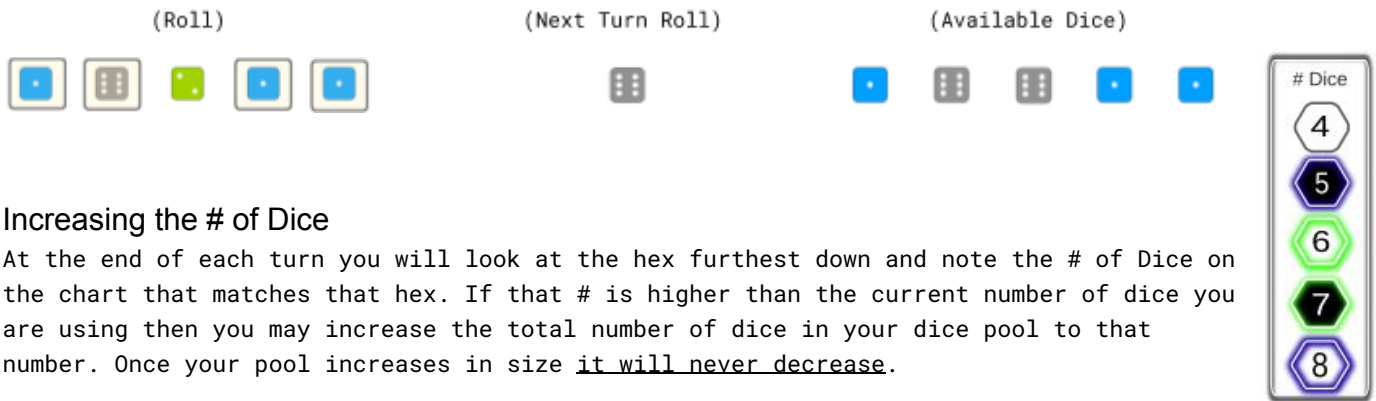 (Roll)
(Next Turn Roll)
(Available Dice)
# Dice
4
5
6
7
8
Increasing the # of Dice
At the end of each turn you will look at the hex furthest down and note the # of Dice on
the chart that matches that hex. If that # is higher than the current number of dice you
are using then you may increase the total number of dice in your dice pool to that
number. Once your pool increases in size it will never decrease.